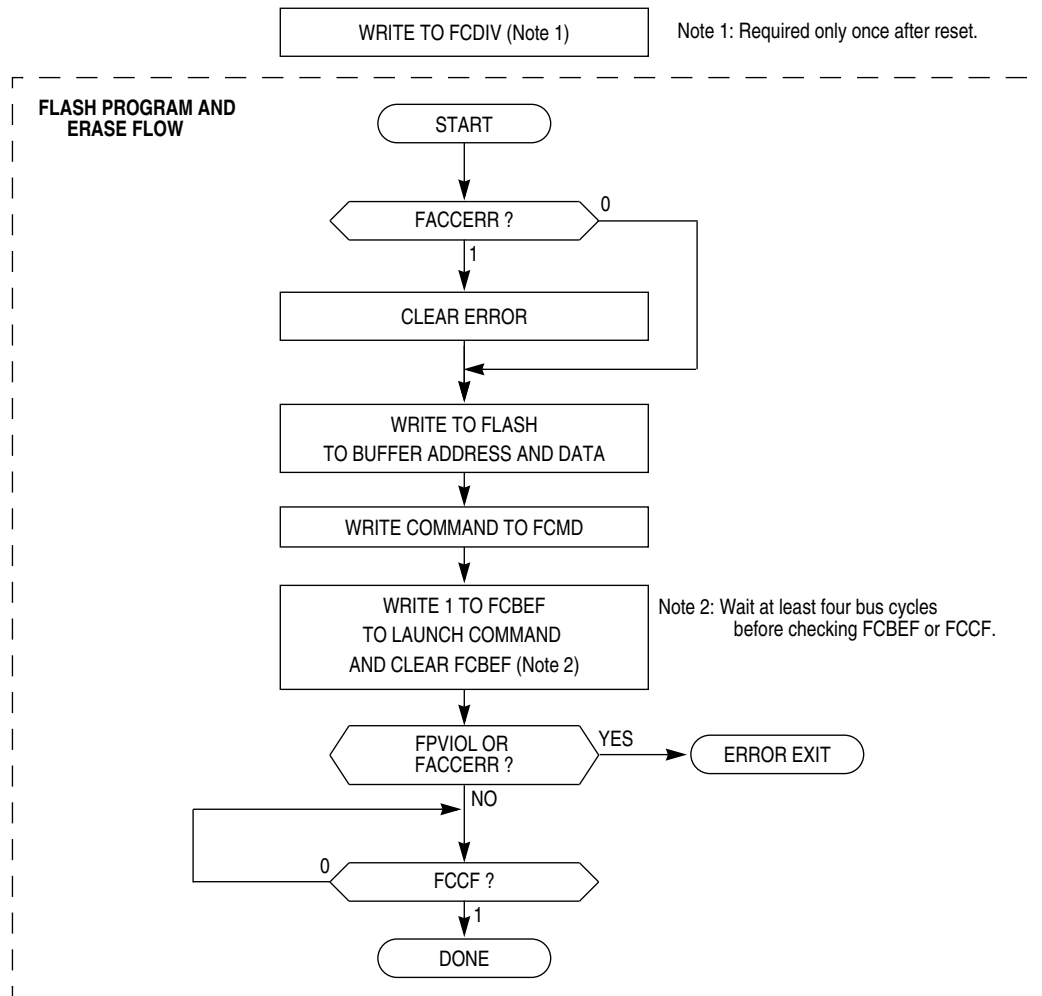 WRITE TO FCDIV (Note 1)
Note 1: Required only once after reset.
FLASH PROGRAM AND
ERASE FLOW
START
FACCERR ?
0
1
CLEAR ERROR
WRITE TO FLASH
TO BUFFER ADDRESS AND DATA
WRITE COMMAND TO FCMD
WRITE 1 TO FCBEF
TO LAUNCH COMMAND
AND CLEAR FCBEF (Note 2)
Note 2: Wait at least four bus cycles
before checking FCBEF or FCCF.
FPVIOL OR
FACCERR ?
YES
ERROR EXIT
NO
0
FCCF ?
1
DONE